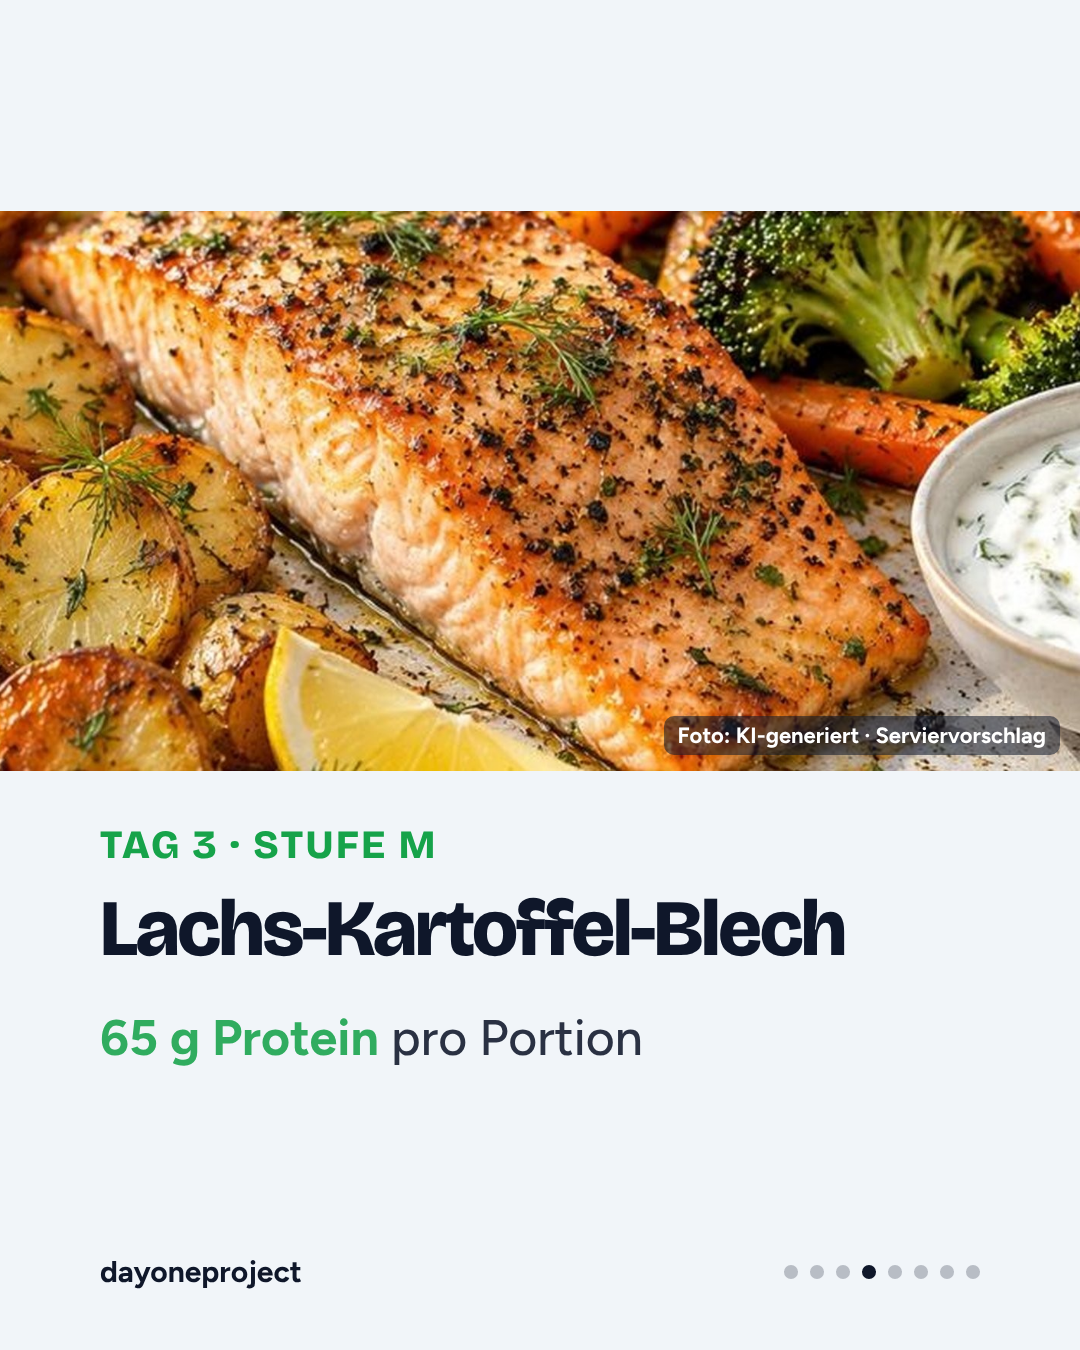 Foto: KI-generiert · Serviervorschlag
TAG 3 · STUFE M
Lachs-Kartoffel-Blech
65 g Protein pro Portion
dayoneproject